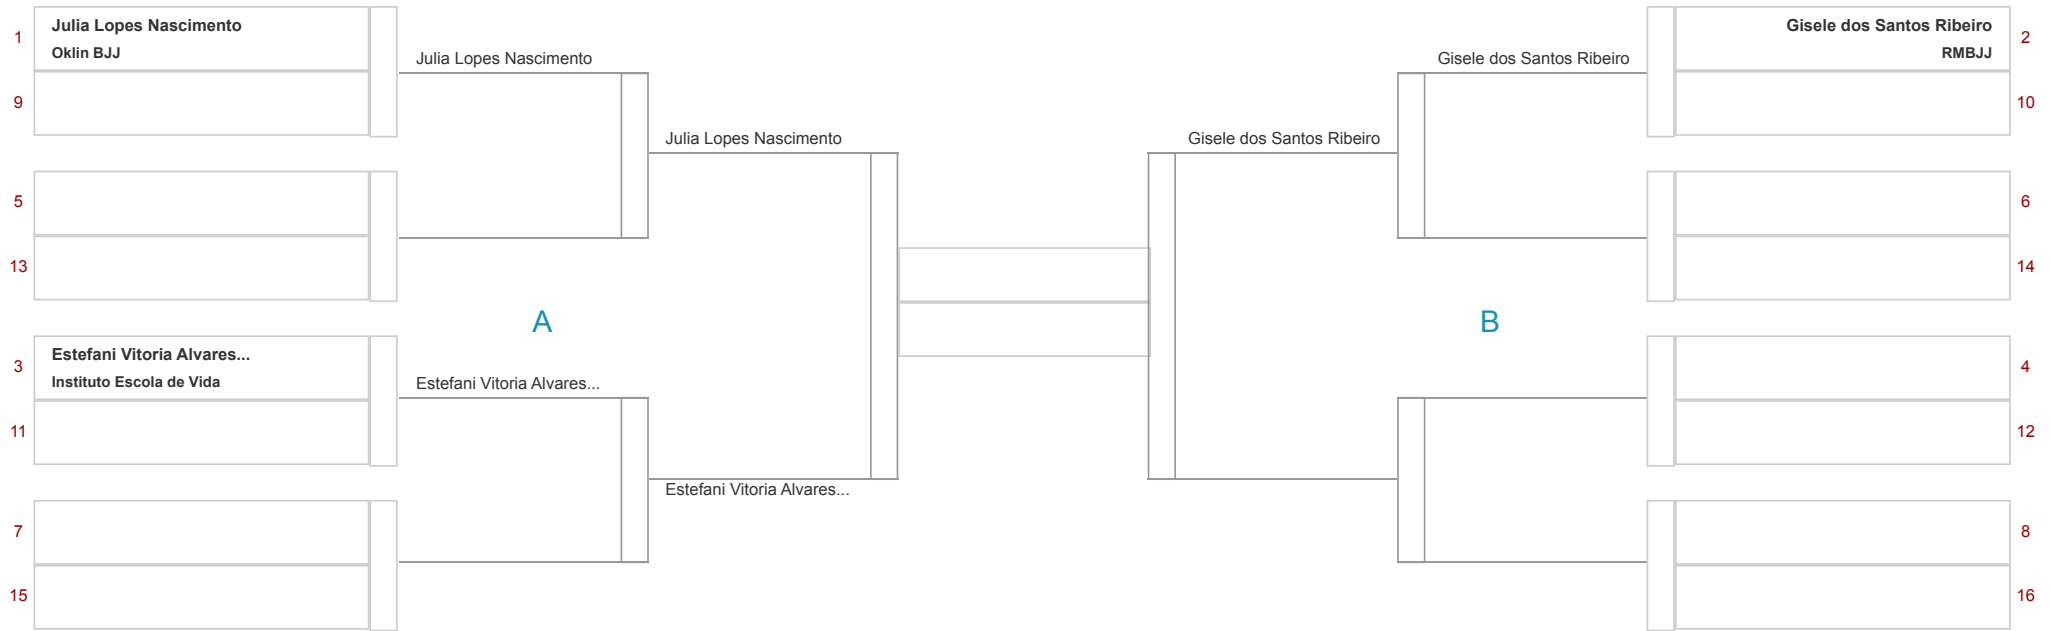 1
Julia Lopes Nascimento
Oklin BJJ
9
5
13
3
Estefani Vitoria Alvares...
Instituto Escola de Vida
11
7
15
Julia Lopes Nascimento
Estefani Vitoria Alvares...
A
Julia Lopes Nascimento
Estefani Vitoria Alvares...
Gisele dos Santos Ribeiro
Gisele dos Santos Ribeiro
B
Gisele dos Santos Ribeiro
RMBJJ
2
10
6
14
4
12
8
16